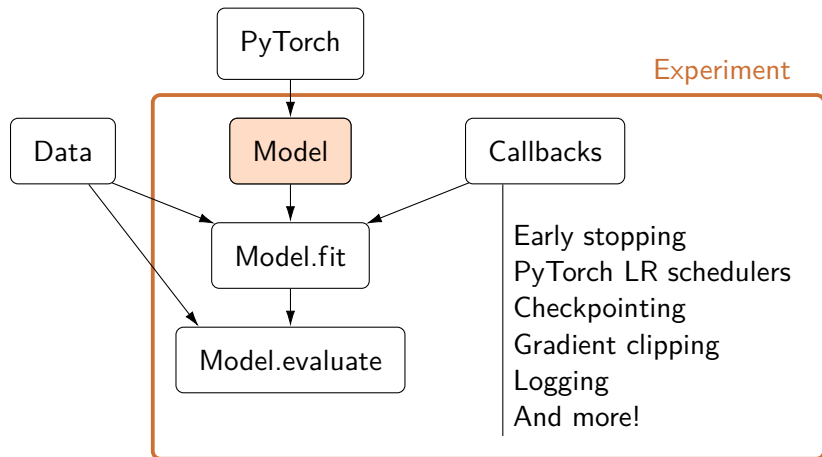 PyTorch
Experiment
Data
Model
Callbacks
Model.fit
Model.evaluate
Early stopping
PyTorch LR schedulers
Checkpointing
Gradient clipping
Logging
And more!